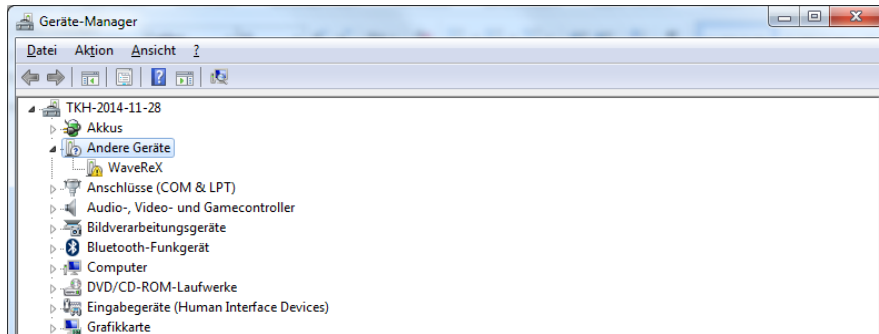 Geräte-Manager
Datei Aktion Ansicht ?
TKH-2014-11-28
Akkus
Andere Geräte
WaveReX
Anschlüsse (COM & LPT)
Audio-, Video- und Gamecontroller
Bildverarbeitungsgeräte
Bluetooth-Funkgerät
Computer
DVD/CD-ROM-Laufwerke
Eingabegeräte (Human Interface Devices)
Grafikkarte